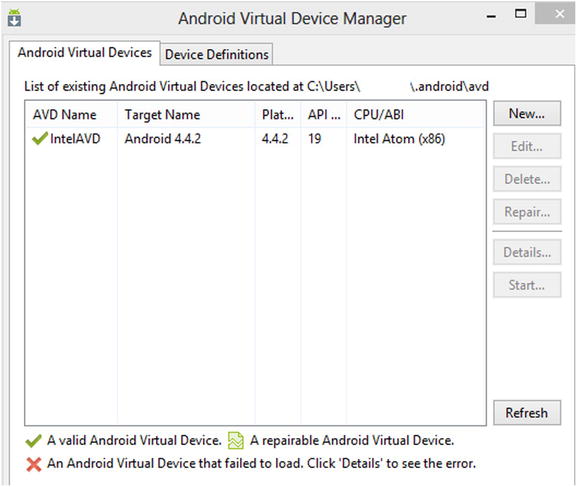 Android Virtual Device Manager
Android Virtual Devices Device Definitions
List of existing Android Virtual Devices located at C:\Users\ \.android\avd
AVD Name Target Name Plat... API ... CPU/ABI New...
IntelAVD Android 4.4.2 4.4.2 19 Intel Atom (x86)
Edit...
Delete...
Repair...
Details...
Start...
Refresh
A valid Android Virtual Device. A repairable Android Virtual Device.
An Android Virtual Device that failed to load. Click 'Details' to see the error.